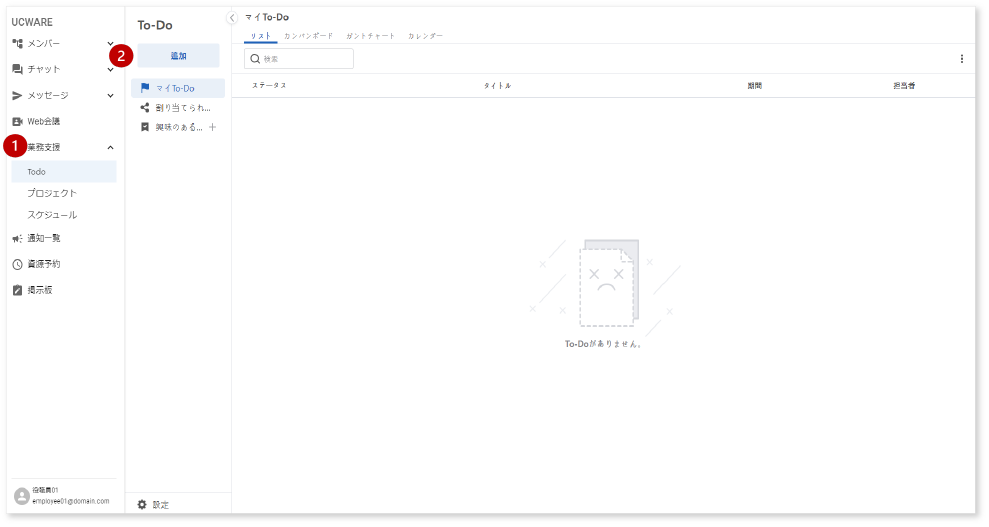 UCWARE
メンバー
チャット
メッセージ
Web会議
1
業務支援
Todo
プロジェクト
スケジュール
通知一覧
資源予約
掲示板
役職員01
employee01@domain.com
To-Do
2
追加
マイTo-Do
割り当てられ...
興味のある...
設定
マイTo-Do
リスト カンバンボード ガントチャート カレンダー
検索
ステータス タイトル 期間 担当者
To-Doがありません。